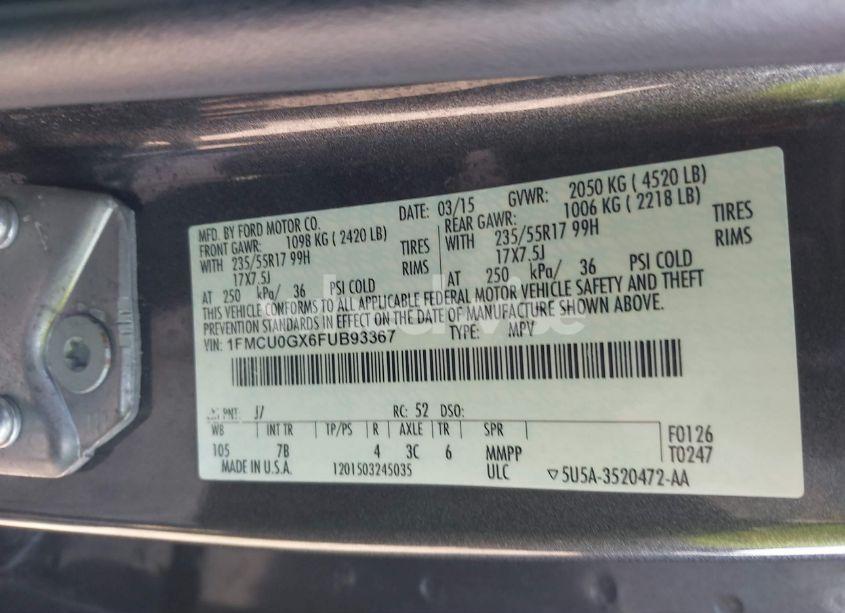 MFD. BY FORD MOTOR CO. DATE: 03/15 GVWR: 2050 KG ( 4520 LB)
FRONT GAWR: 1098 KG ( 2420 LB) REAR GAWR: 1006 KG ( 2218 LB)
WITH 235/55R17 99H TIRES WITH 235/55R17 99H TIRES
17X7.5J RIMS 17X7.5J RIMS
AT 250 kPa/ 36 PSI COLD AT 250 kPa/ 36 PSI COLD
THIS VEHICLE CONFORMS TO ALL APPLICABLE FEDERAL MOTOR VEHICLE SAFETY AND THEFT
PREVENTION STANDARDS IN EFFECT ON THE DATE OF MANUFACTURE SHOWN ABOVE.
VIN: 1FMCU0GX6FUB93367 TYPE: MPV
PNT: J7 RC: 52 DSO:
WB INT TR TP/PS R AXLE TR SPR F0126
105 7B 4 3C 6 MMPP T0247
MADE IN U.S.A. 1201503245035 ULC ▽5U5A-3520472-AA